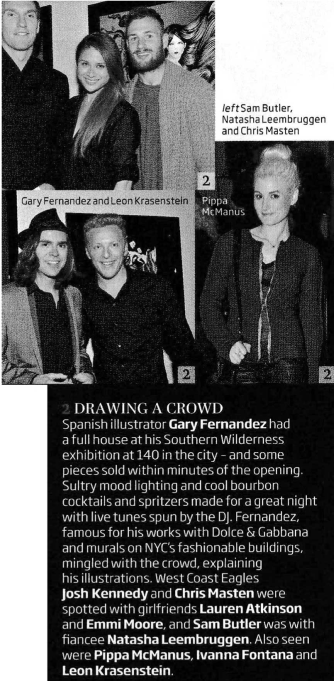 left Sam Butler,
Natasha Leembruggen
and Chris Masten
2
Gary Fernandez and Leon Krasenstein
Pippa
McManus
2
2
2 DRAWING A CROWD
Spanish illustrator Gary Fernandez had
a full house at his Southern Wilderness
exhibition at 140 in the city – and some
pieces sold within minutes of the opening.
Sultry mood lighting and cool bourbon
cocktails and spritzers made for a great night
with live tunes spun by the DJ. Fernandez,
famous for his works with Dolce & Gabbana
and murals on NYC's fashionable buildings,
mingled with the crowd, explaining
his illustrations. West Coast Eagles
Josh Kennedy and Chris Masten were
spotted with girlfriends Lauren Atkinson
and Emmi Moore, and Sam Butler was with
fiancee Natasha Leembruggen. Also seen
were Pippa McManus, Ivanna Fontana and
Leon Krasenstein.